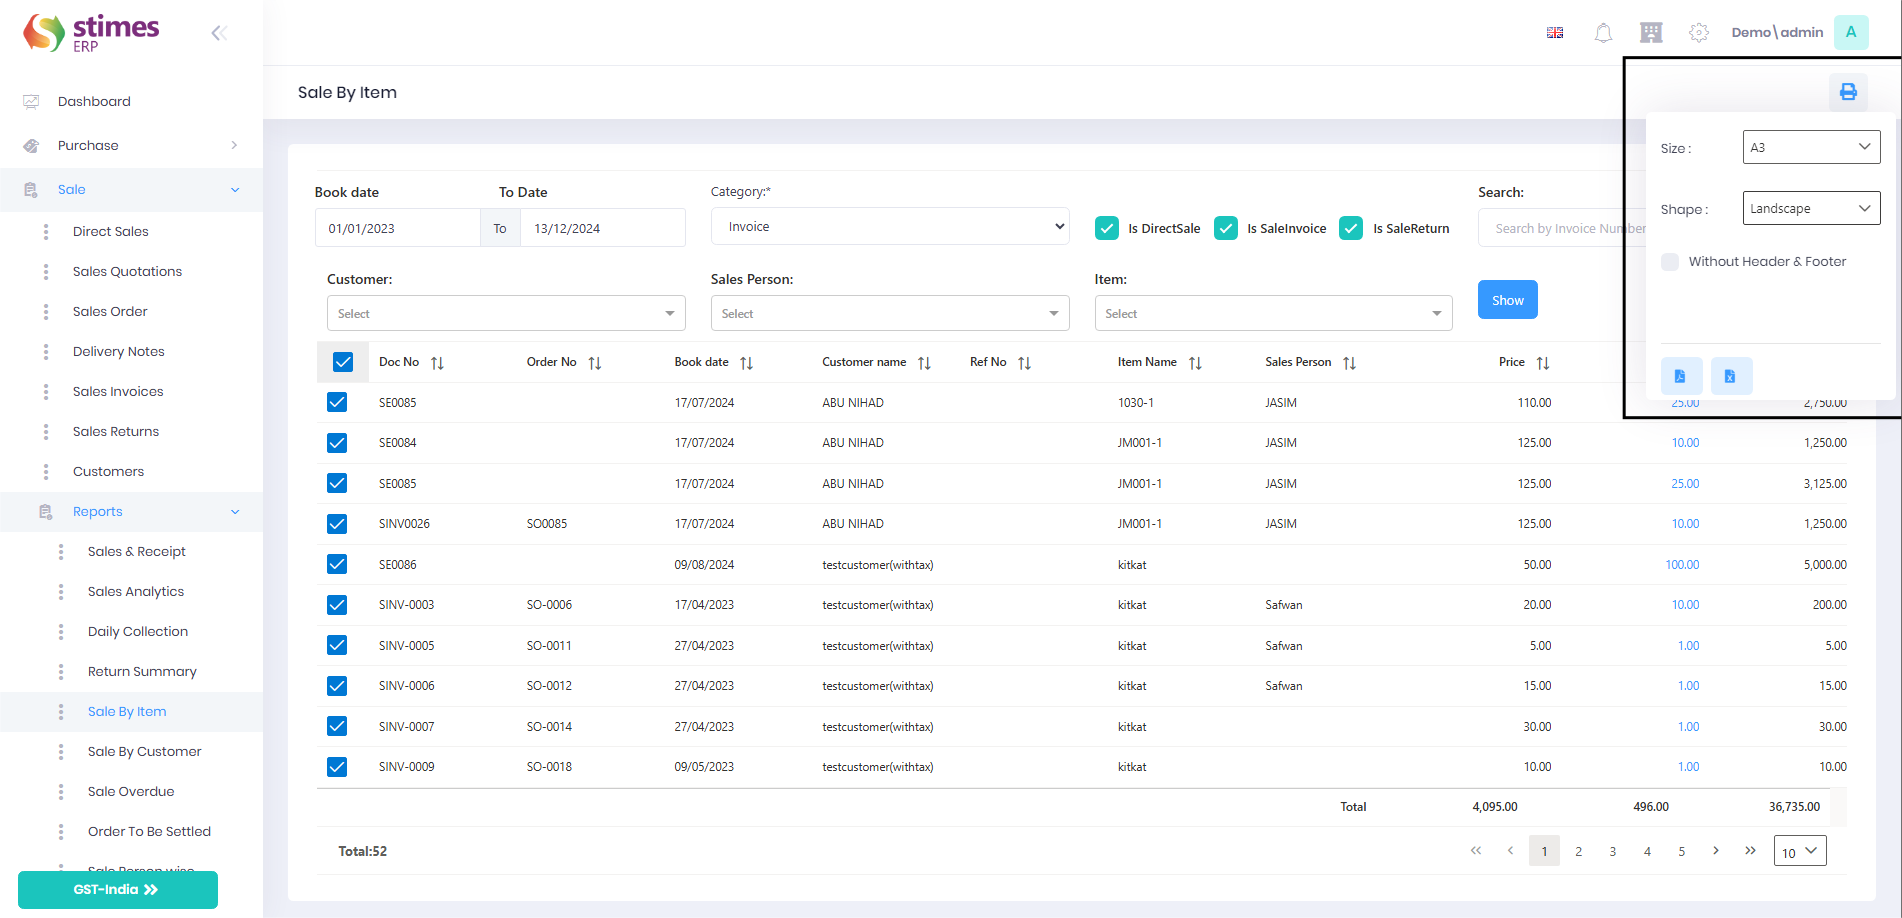 stimes
ERP
Demo\admin
A
Dashboard
Purchase
Sale
Direct Sales
Sales Quotations
Sales Order
Delivery Notes
Sales Invoices
Sales Returns
Customers
Reports
Sales & Receipt
Sales Analytics
Daily Collection
Return Summary
Sale By Item
Sale By Customer
Sale Overdue
Order To Be Settled
Sale Person wise
GST-India
Sale By Item
Book date To Date Category:* Search:
01/01/2023 To 13/12/2024 Invoice Is DirectSale Is SaleInvoice Is SaleReturn Search by Invoice Number
Customer: Sales Person: Item:
Select Select Select Show
Size : A3
Shape : Landscape
Without Header & Footer
Doc No Order No Book date Customer name Ref No Item Name Sales Person Price
SE0085 17/07/2024 ABU NIHAD 1030-1 JASIM 110.00 25.00 2,750.00
SE0084 17/07/2024 ABU NIHAD JM001-1 JASIM 125.00 10.00 1,250.00
SE0085 17/07/2024 ABU NIHAD JM001-1 JASIM 125.00 25.00 3,125.00
SINV0026 SO0085 17/07/2024 ABU NIHAD JM001-1 JASIM 125.00 10.00 1,250.00
SE0086 09/08/2024 testcustomer(withtax) kitkat 50.00 100.00 5,000.00
SINV-0003 SO-0006 17/04/2023 testcustomer(withtax) kitkat Safwan 20.00 10.00 200.00
SINV-0005 SO-0011 27/04/2023 testcustomer(withtax) kitkat Safwan 5.00 1.00 5.00
SINV-0006 SO-0012 27/04/2023 testcustomer(withtax) kitkat Safwan 15.00 1.00 15.00
SINV-0007 SO-0014 27/04/2023 testcustomer(withtax) kitkat 30.00 1.00 30.00
SINV-0009 SO-0018 09/05/2023 testcustomer(withtax) kitkat 10.00 1.00 10.00
Total 4,095.00 496.00 36,735.00
Total:52 1 2 3 4 5 10